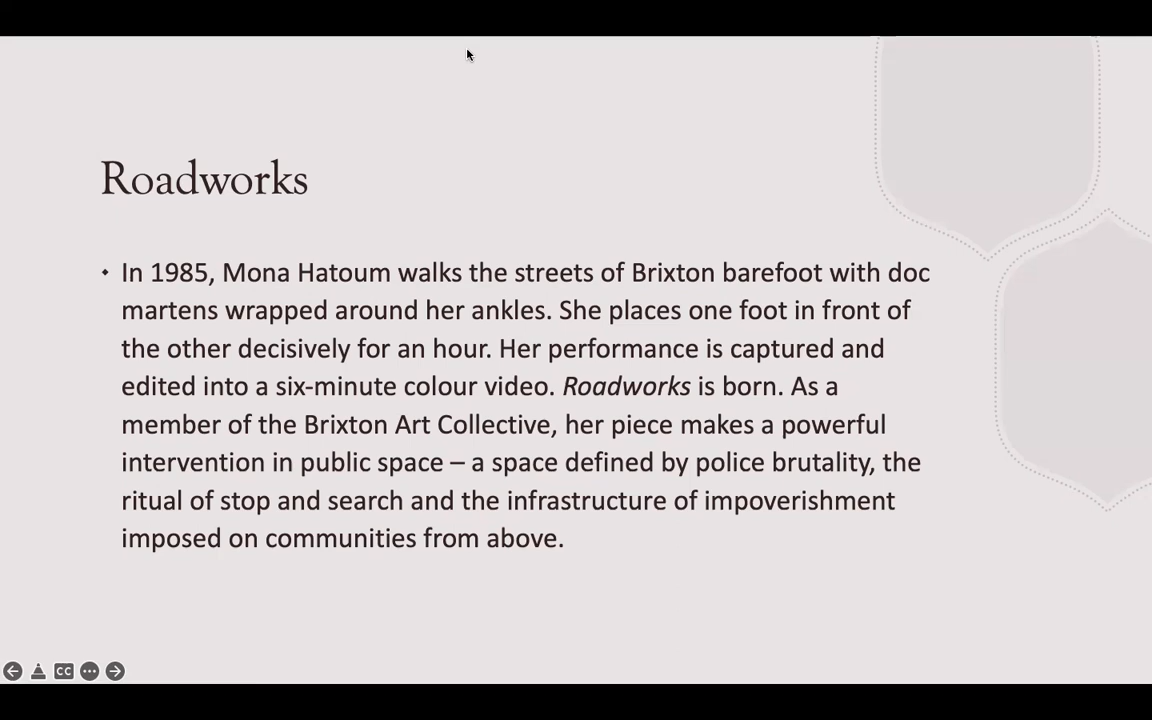 Roadworks
In 1985, Mona Hatoum walks the streets of Brixton barefoot with doc
martens wrapped around her ankles. She places one foot in front of
the other decisively for an hour. Her performance is captured and
edited into a six-minute colour video. Roadworks is born. As a
member of the Brixton Art Collective, her piece makes a powerful
intervention in public space – a space defined by police brutality, the
ritual of stop and search and the infrastructure of impoverishment
imposed on communities from above.
CC